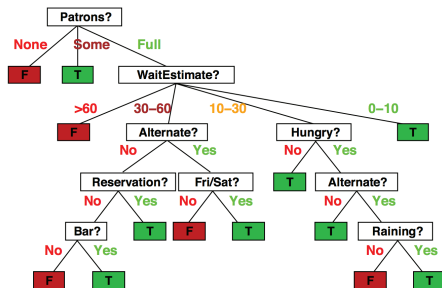 Patrons?
None Some Full
F T WaitEstimate?
>60 30–60 10–30 0–10
F Alternate? Hungry? T
No Yes No Yes
Reservation? Fri/Sat? T Alternate?
No Yes No Yes No Yes
Bar? T F T T Raining?
No Yes No Yes
F T F T